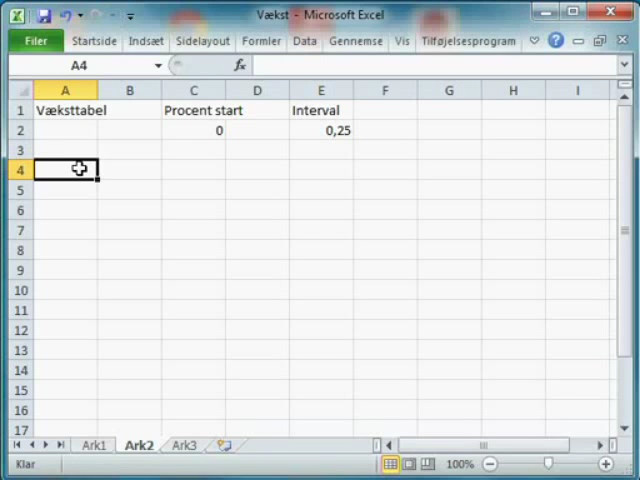 Vækst - Microsoft Excel
Filer Startside Indsæt Sidelayout Formler Data Gennemse Vis Tilføjelsesprogram
A4 fx
A B C D E F G H I
1 Væksttabel Procent start Interval
2 0 0,25
3
4
5
6
7
8
9
10
11
12
13
14
15
16
17
Ark1 Ark2 Ark3
Klar 100%